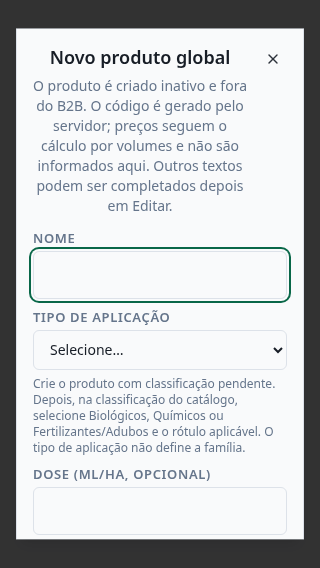 Novo produto global
×
O produto é criado inativo e fora
do B2B. O código é gerado pelo
servidor; preços seguem o
cálculo por volumes e não são
informados aqui. Outros textos
podem ser completados depois
em Editar.
NOME
TIPO DE APLICAÇÃO
Selecione...
Crie o produto com classificação pendente.
Depois, na classificação do catálogo,
selecione Biológicos, Químicos ou
Fertilizantes/Adubos e o rótulo aplicável. O
tipo de aplicação não define a família.
DOSE (ML/HA, OPCIONAL)